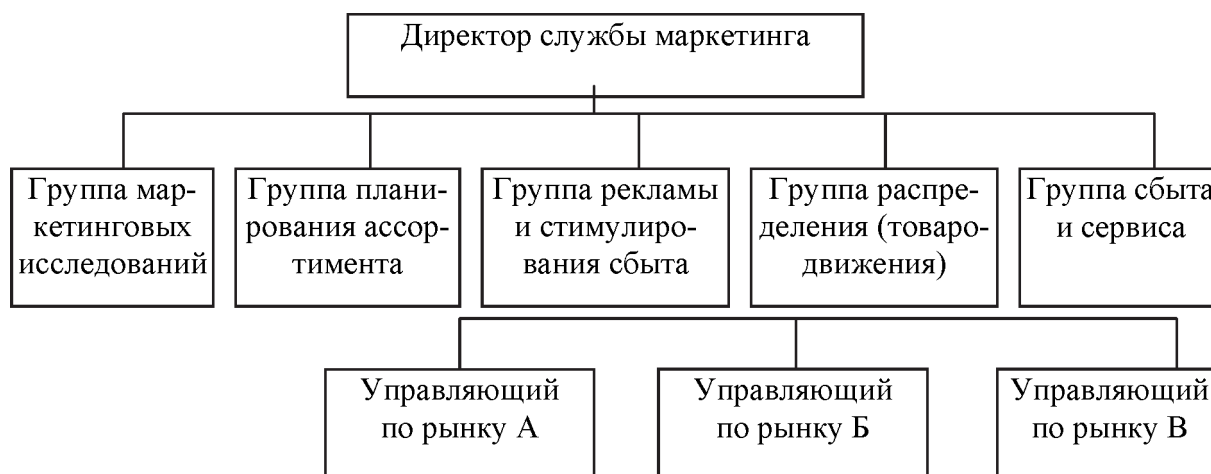 Директор службы маркетинга
Группа мар-
кетинговых
исследований
Группа плани-
рования ассор-
тимента
Группа рекламы
и стимулиро-
вания сбыта
Группа распре-
деления (товаро-
движения)
Группа сбыта
и сервиса
Управляющий
по рынку А
Управляющий
по рынку Б
Управляющий
по рынку В